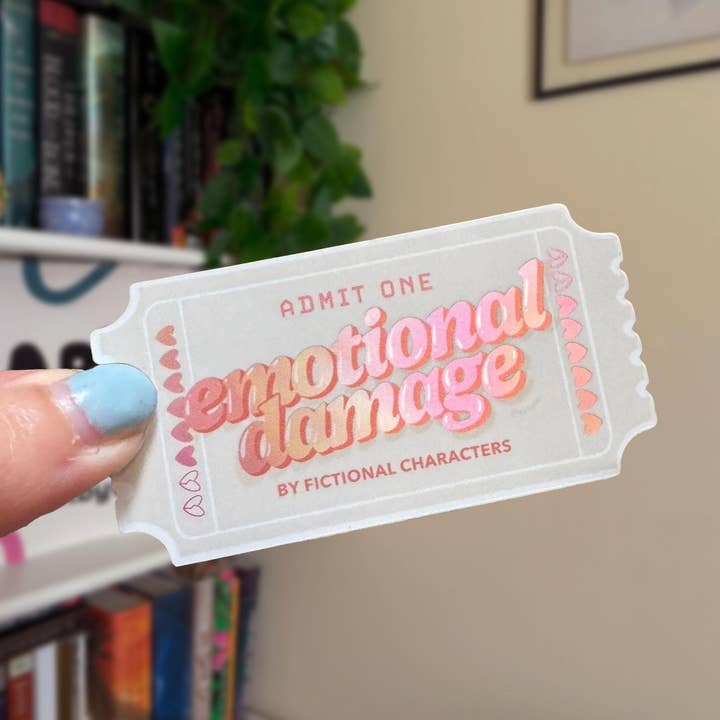 ADMIT ONE
emotional
damage
BY FICTIONAL CHARACTERS